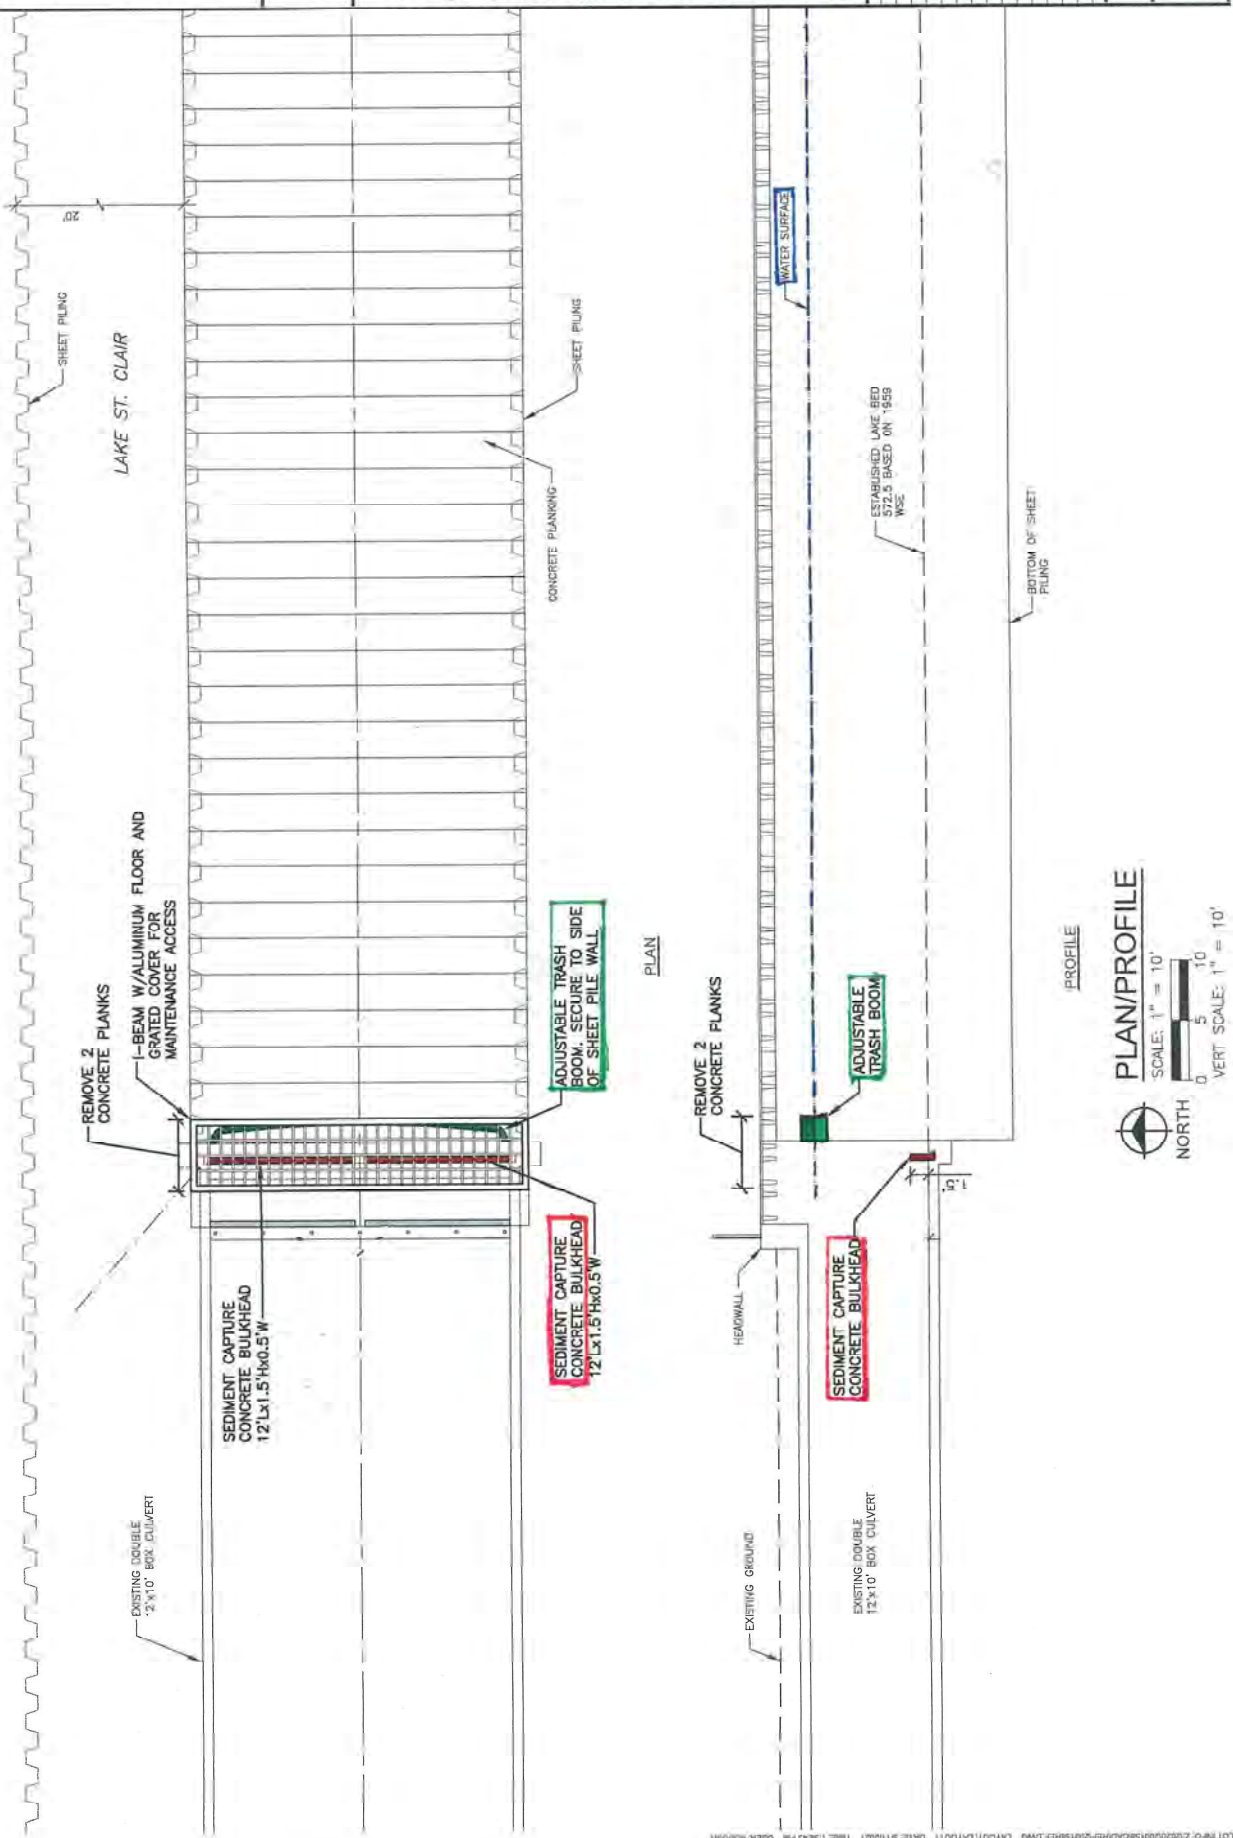 20'
SHEET PILING
LAKE ST. CLAIR
SHEET PILING
CONCRETE PLANKING
REMOVE 2
CONCRETE PLANKS
I-BEAM W/ALUMINUM FLOOR AND
GRATED COVER FOR
MAINTENANCE ACCESS
ADJUSTABLE TRASH
BOOM. SECURE TO SIDE
OF SHEET PILE WALL
SEDIMENT CAPTURE
CONCRETE BULKHEAD
12'Lx1.5'Hx0.5'W
SEDIMENT CAPTURE
CONCRETE BULKHEAD
12'Lx1.5'Hx0.5'W
EXISTING DOUBLE
'2'x10' BOX CULVERT
PLAN
WATER SURFACE
ESTABLISHED LAKE BED
572.5 BASED ON 1959
WSE
BOTTOM OF SHEET
PILING
REMOVE 2
CONCRETE PLANKS
ADJUSTABLE
TRASH BOOM
1.5'
HEADWALL
SEDIMENT CAPTURE
CONCRETE BULKHEAD
EXISTING GROUND
EXISTING DOUBLE
12'x10' BOX CULVERT
PROFILE
PLAN/PROFILE
SCALE: 1" = 10'
0 5 10
VERT SCALE: 1" = 10'
NORTH